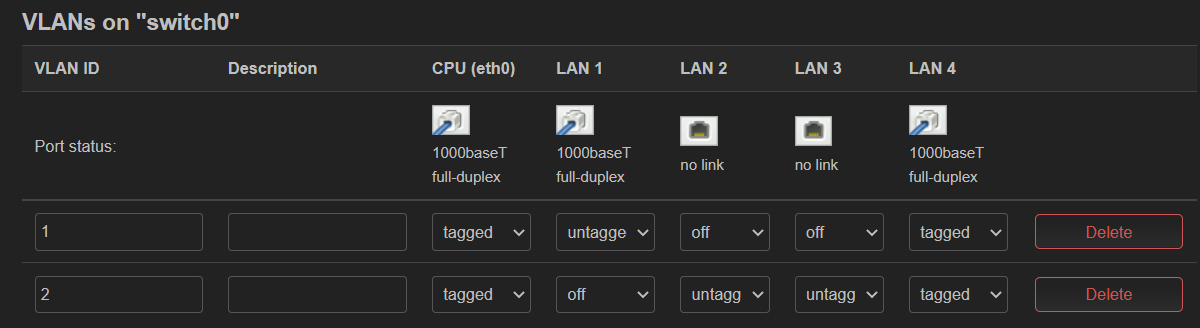 VLANs on "switch0"
VLAN ID Description CPU (eth0) LAN 1 LAN 2 LAN 3 LAN 4
Port status: 1000baseT full-duplex 1000baseT full-duplex no link no link 1000baseT full-duplex
1 tagged untagge off off tagged Delete
2 tagged off untagg untagg tagged Delete